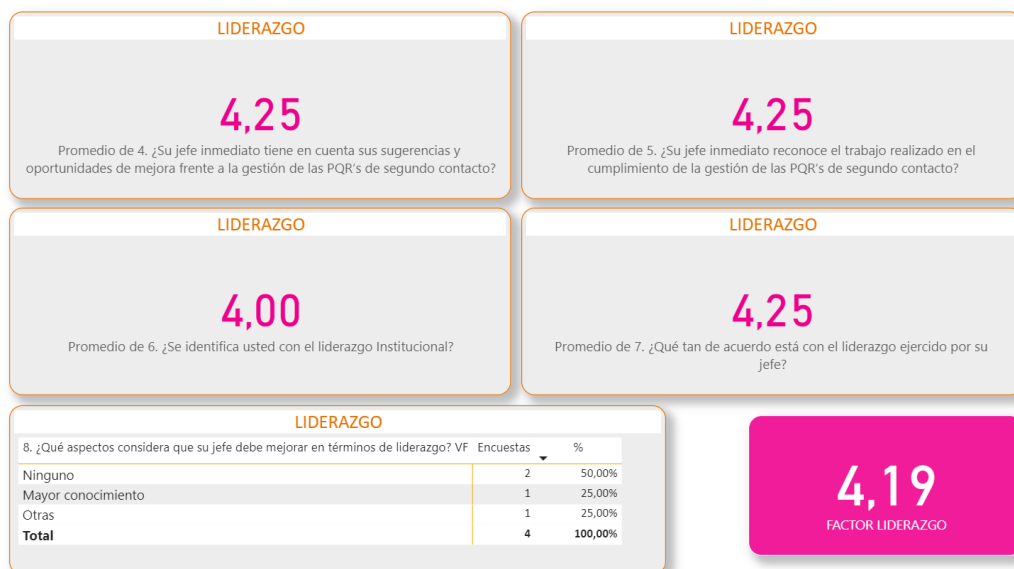 LIDERAZGO
4,25
Promedio de 4. ¿Su jefe inmediato tiene en cuenta sus sugerencias y
oportunidades de mejora frente a la gestión de las PQR's de segundo contacto?
LIDERAZGO
4,25
Promedio de 5. ¿Su jefe inmediato reconoce el trabajo realizado en el
cumplimiento de la gestión de las PQR's de segundo contacto?
LIDERAZGO
4,00
Promedio de 6. ¿Se identifica usted con el liderazgo Institucional?
LIDERAZGO
4,25
Promedio de 7. ¿Qué tan de acuerdo está con el liderazgo ejercido por su
jefe?
LIDERAZGO
8. ¿Qué aspectos considera que su jefe debe mejorar en términos de liderazgo? VF Encuestas %
Ninguno 2 50,00%
Mayor conocimiento 1 25,00%
Otras 1 25,00%
Total 4 100,00%
4,19
FACTOR LIDERAZGO